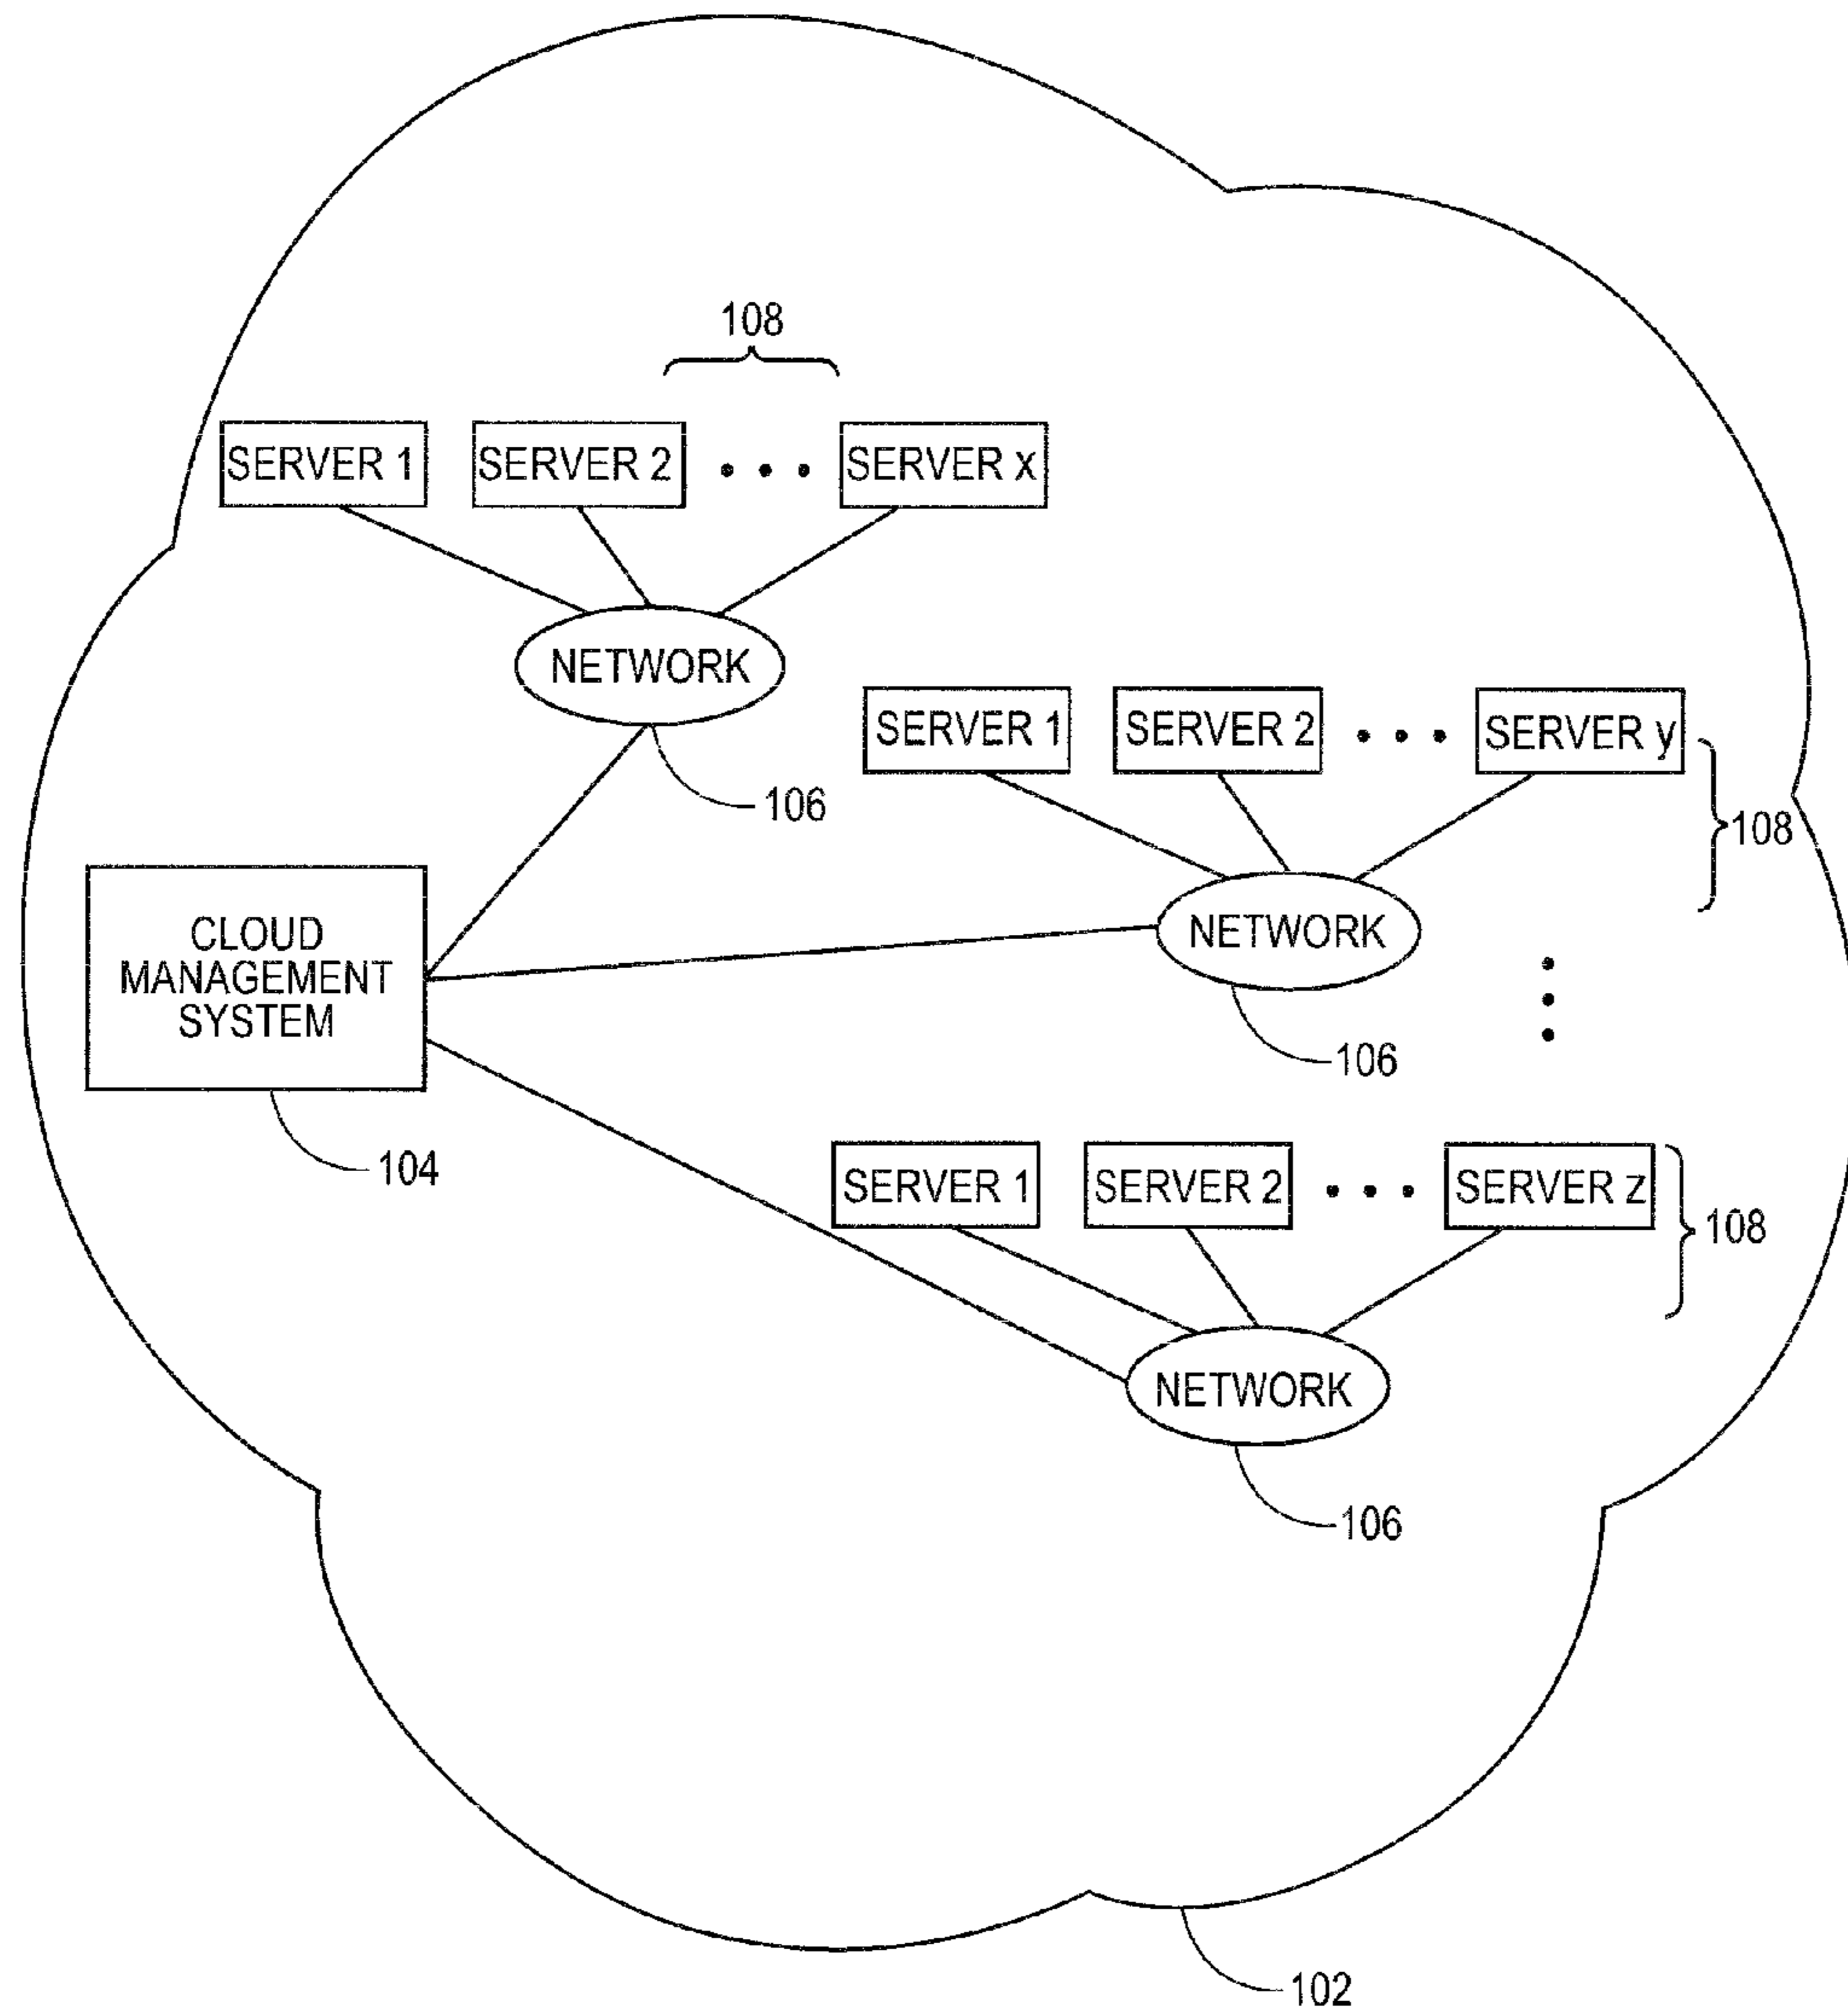 108
SERVER 1
SERVER 2
SERVER x
NETWORK
106
SERVER 1
SERVER 2
SERVER y
108
NETWORK
106
CLOUD
MANAGEMENT
SYSTEM
104
SERVER 1
SERVER 2
SERVER z
108
NETWORK
106
102